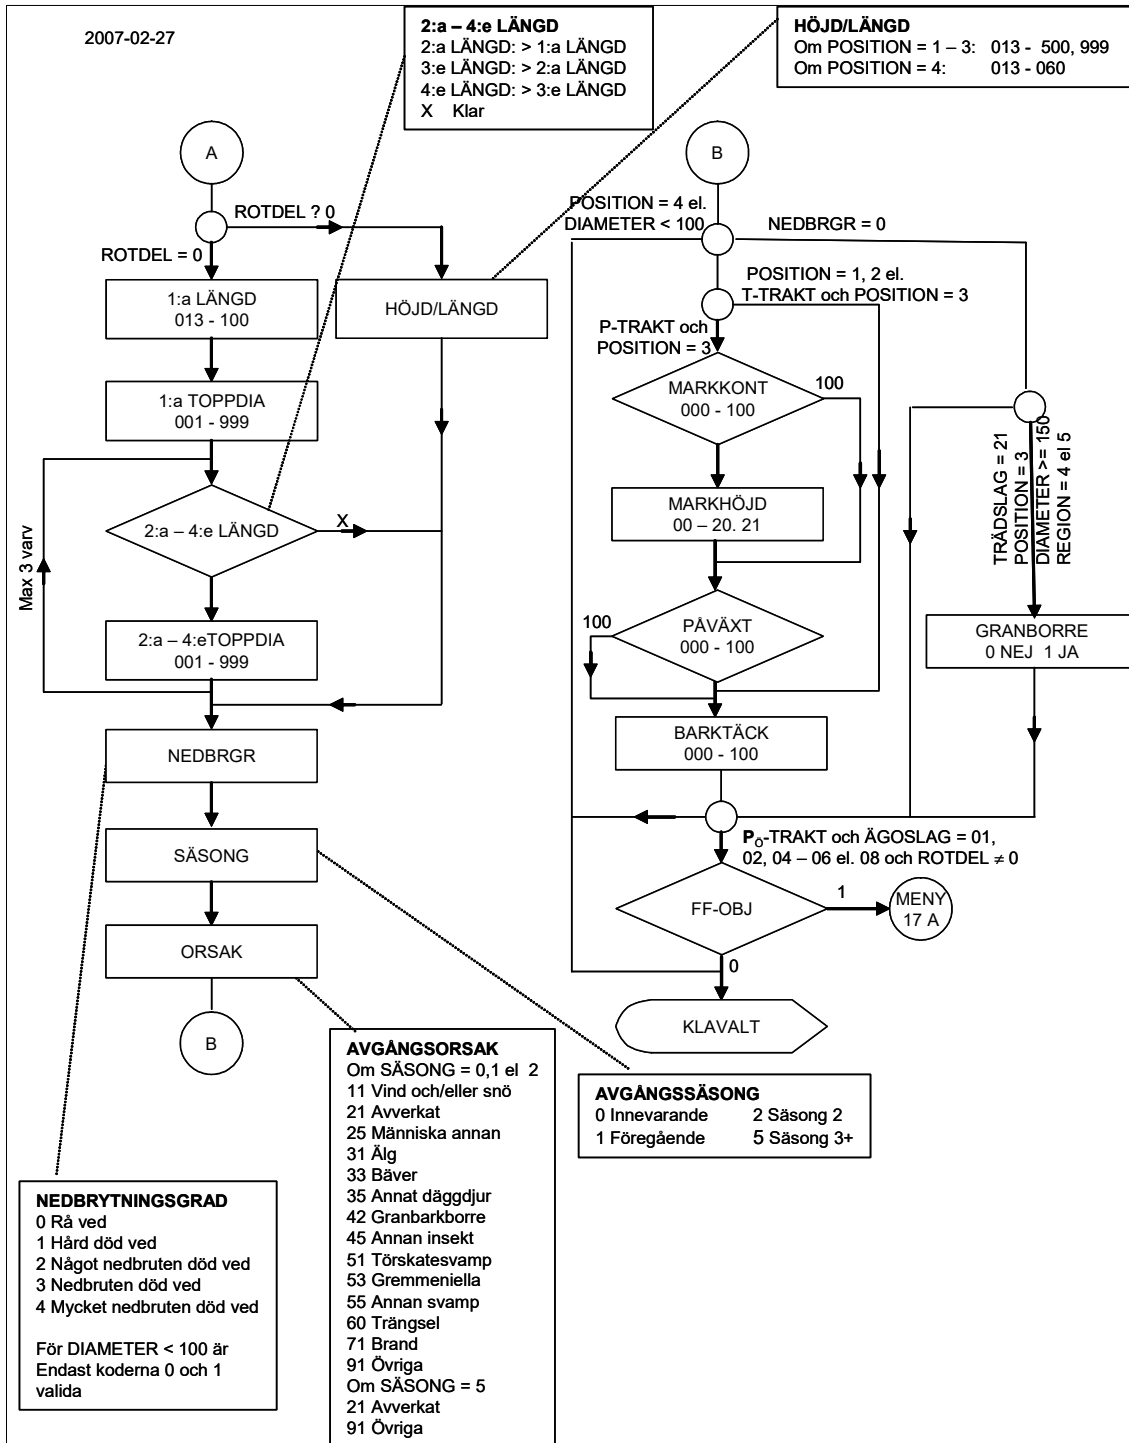 2007-02-27
2:a – 4:e LÄNGD
2:a LÄNGD: > 1:a LÄNGD
3:e LÄNGD: > 2:a LÄNGD
4:e LÄNGD: > 3:e LÄNGD
X Klar
HÖJD/LÄNGD
Om POSITION = 1 – 3: 013 - 500, 999
Om POSITION = 4: 013 - 060
A
ROTDEL ? 0
ROTDEL = 0
1:a LÄNGD
013 - 100
HÖJD/LÄNGD
1:a TOPPDIA
001 - 999
2:a – 4:e LÄNGD
X
Max 3 varv
2:a – 4:eTOPPDIA
001 - 999
NEDBRGR
SÄSONG
ORSAK
B
B
POSITION = 4 el.
DIAMETER < 100
NEDBRGR = 0
POSITION = 1, 2 el.
T-TRAKT och POSITION = 3
P-TRAKT och
POSITION = 3
MARKKONT
000 - 100
100
MARKHÖJD
00 – 20. 21
TRÄDSLAG = 21
POSITION = 3
DIAMETER >= 150
REGION = 4 el 5
100
PÅVÄXT
000 - 100
GRANBORRE
0 NEJ 1 JA
BARKTÄCK
000 - 100
PÖ-TRAKT och ÄGOSLAG = 01,
02, 04 – 06 el. 08 och ROTDEL ≠ 0
FF-OBJ
1
MENY
17 A
0
KLAVALT
AVGÅNGSORSAK
Om SÄSONG = 0,1 el 2
11 Vind och/eller snö
21 Avverkat
25 Människa annan
31 Älg
33 Bäver
35 Annat däggdjur
42 Granbarkborre
45 Annan insekt
51 Törskatesvamp
53 Gremmeniella
55 Annan svamp
60 Trängsel
71 Brand
91 Övriga
Om SÄSONG = 5
21 Avverkat
91 Övriga
AVGÅNGSSÄSONG
0 Innevarande 2 Säsong 2
1 Föregående 5 Säsong 3+
NEDBRYTNINGSGRAD
0 Rå ved
1 Hård död ved
2 Något nedbruten död ved
3 Nedbruten död ved
4 Mycket nedbruten död ved
För DIAMETER < 100 är
Endast koderna 0 och 1
valida